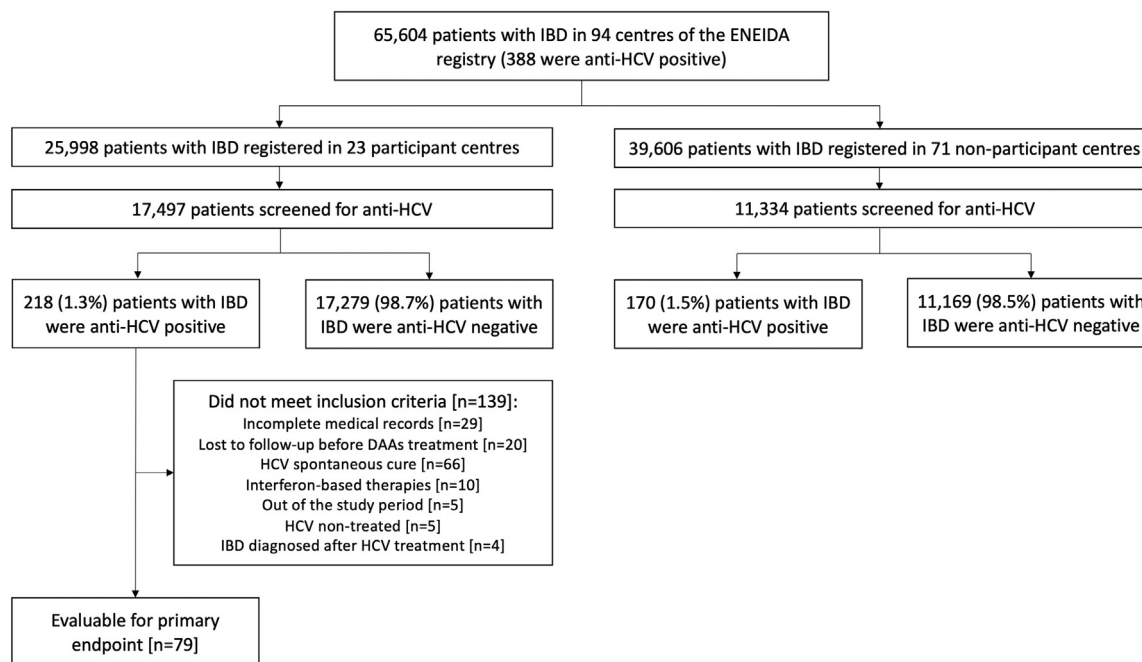 65,604 patients with IBD in 94 centres of the ENEIDA
registry (388 were anti-HCV positive)
25,998 patients with IBD registered in 23 participant centres
39,606 patients with IBD registered in 71 non-participant centres
17,497 patients screened for anti-HCV
11,334 patients screened for anti-HCV
218 (1.3%) patients with IBD
were anti-HCV positive
17,279 (98.7%) patients with
IBD were anti-HCV negative
170 (1.5%) patients with IBD
were anti-HCV positive
11,169 (98.5%) patients with
IBD were anti-HCV negative
Did not meet inclusion criteria [n=139]:
Incomplete medical records [n=29]
Lost to follow-up before DAAs treatment [n=20]
HCV spontaneous cure [n=66]
Interferon-based therapies [n=10]
Out of the study period [n=5]
HCV non-treated [n=5]
IBD diagnosed after HCV treatment [n=4]
Evaluable for primary
endpoint [n=79]